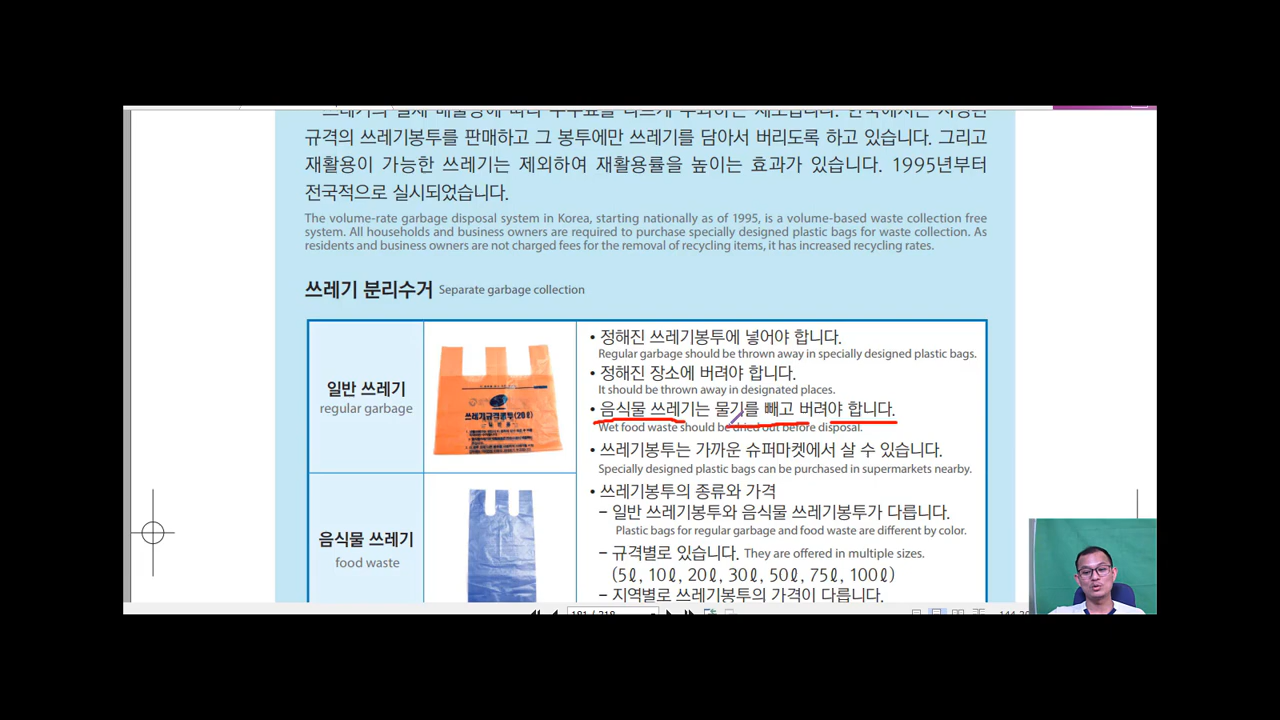 규격의 쓰레기봉투를 판매하고 그 봉투에만 쓰레기를 담아서 버리도록 하고 있습니다. 그리고
재활용이 가능한 쓰레기는 제외하여 재활용률을 높이는 효과가 있습니다. 1995년부터
전국적으로 실시되었습니다.
The volume-rate garbage disposal system in Korea, starting nationally as of 1995, is a volume-based waste collection free
system. All households and business owners are required to purchase specially designed plastic bags for waste collection. As
residents and business owners are not charged fees for the removal of recycling items, it has increased recycling rates.
쓰레기 분리수거 Separate garbage collection
일반 쓰레기
regular garbage
쓰레기규격봉투(20ℓ)
• 정해진 쓰레기봉투에 넣어야 합니다.
Regular garbage should be thrown away in specially designed plastic bags.
• 정해진 장소에 버려야 합니다.
It should be thrown away in designated places.
• 음식물 쓰레기는 물기를 빼고 버려야 합니다.
Wet food waste should be dried out before disposal.
• 쓰레기봉투는 가까운 슈퍼마켓에서 살 수 있습니다.
Specially designed plastic bags can be purchased in supermarkets nearby.
• 쓰레기봉투의 종류와 가격
– 일반 쓰레기봉투와 음식물 쓰레기봉투가 다릅니다.
Plastic bags for regular garbage and food waste are different by color.
– 규격별로 있습니다. They are offered in multiple sizes.
(5ℓ, 10ℓ, 20ℓ, 30ℓ, 50ℓ, 75ℓ, 100ℓ)
– 지역별로 쓰레기봉투의 가격이 다릅니다.
음식물 쓰레기
food waste